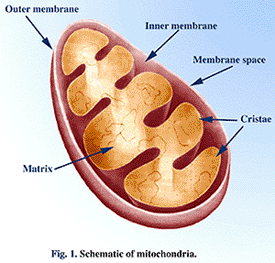 Outer membrane
Inner membrane
Membrane space
Cristae
Matrix
Fig. 1. Schematic of mitochondria.